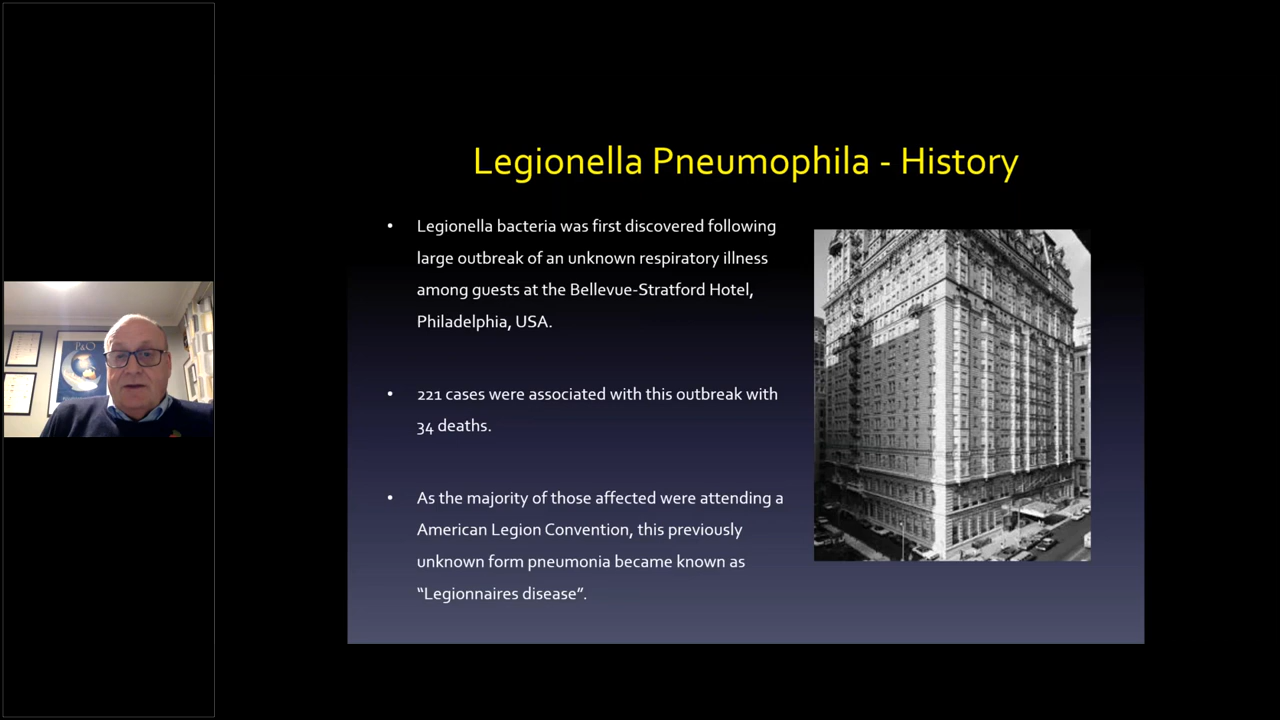 Legionella Pneumophila - History
• Legionella bacteria was first discovered following
large outbreak of an unknown respiratory illness
among guests at the Bellevue-Stratford Hotel,
Philadelphia, USA.
• 221 cases were associated with this outbreak with
34 deaths.
• As the majority of those affected were attending a
American Legion Convention, this previously
unknown form pneumonia became known as
“Legionnaires disease”.
P&O